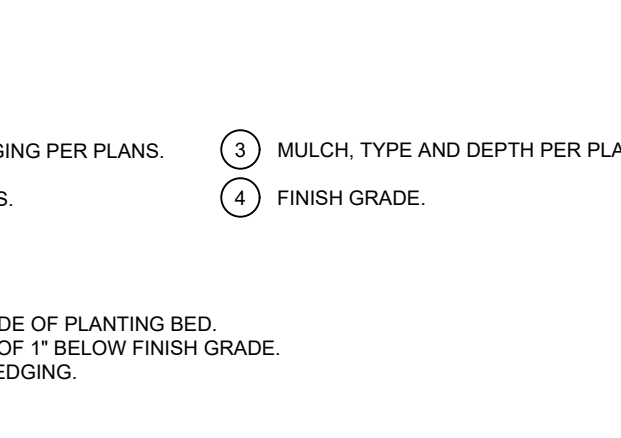 GING PER PLANS.
3 MULCH, TYPE AND DEPTH PER PLA
S.
4 FINISH GRADE.
DE OF PLANTING BED.
OF 1" BELOW FINISH GRADE.
EDGING.